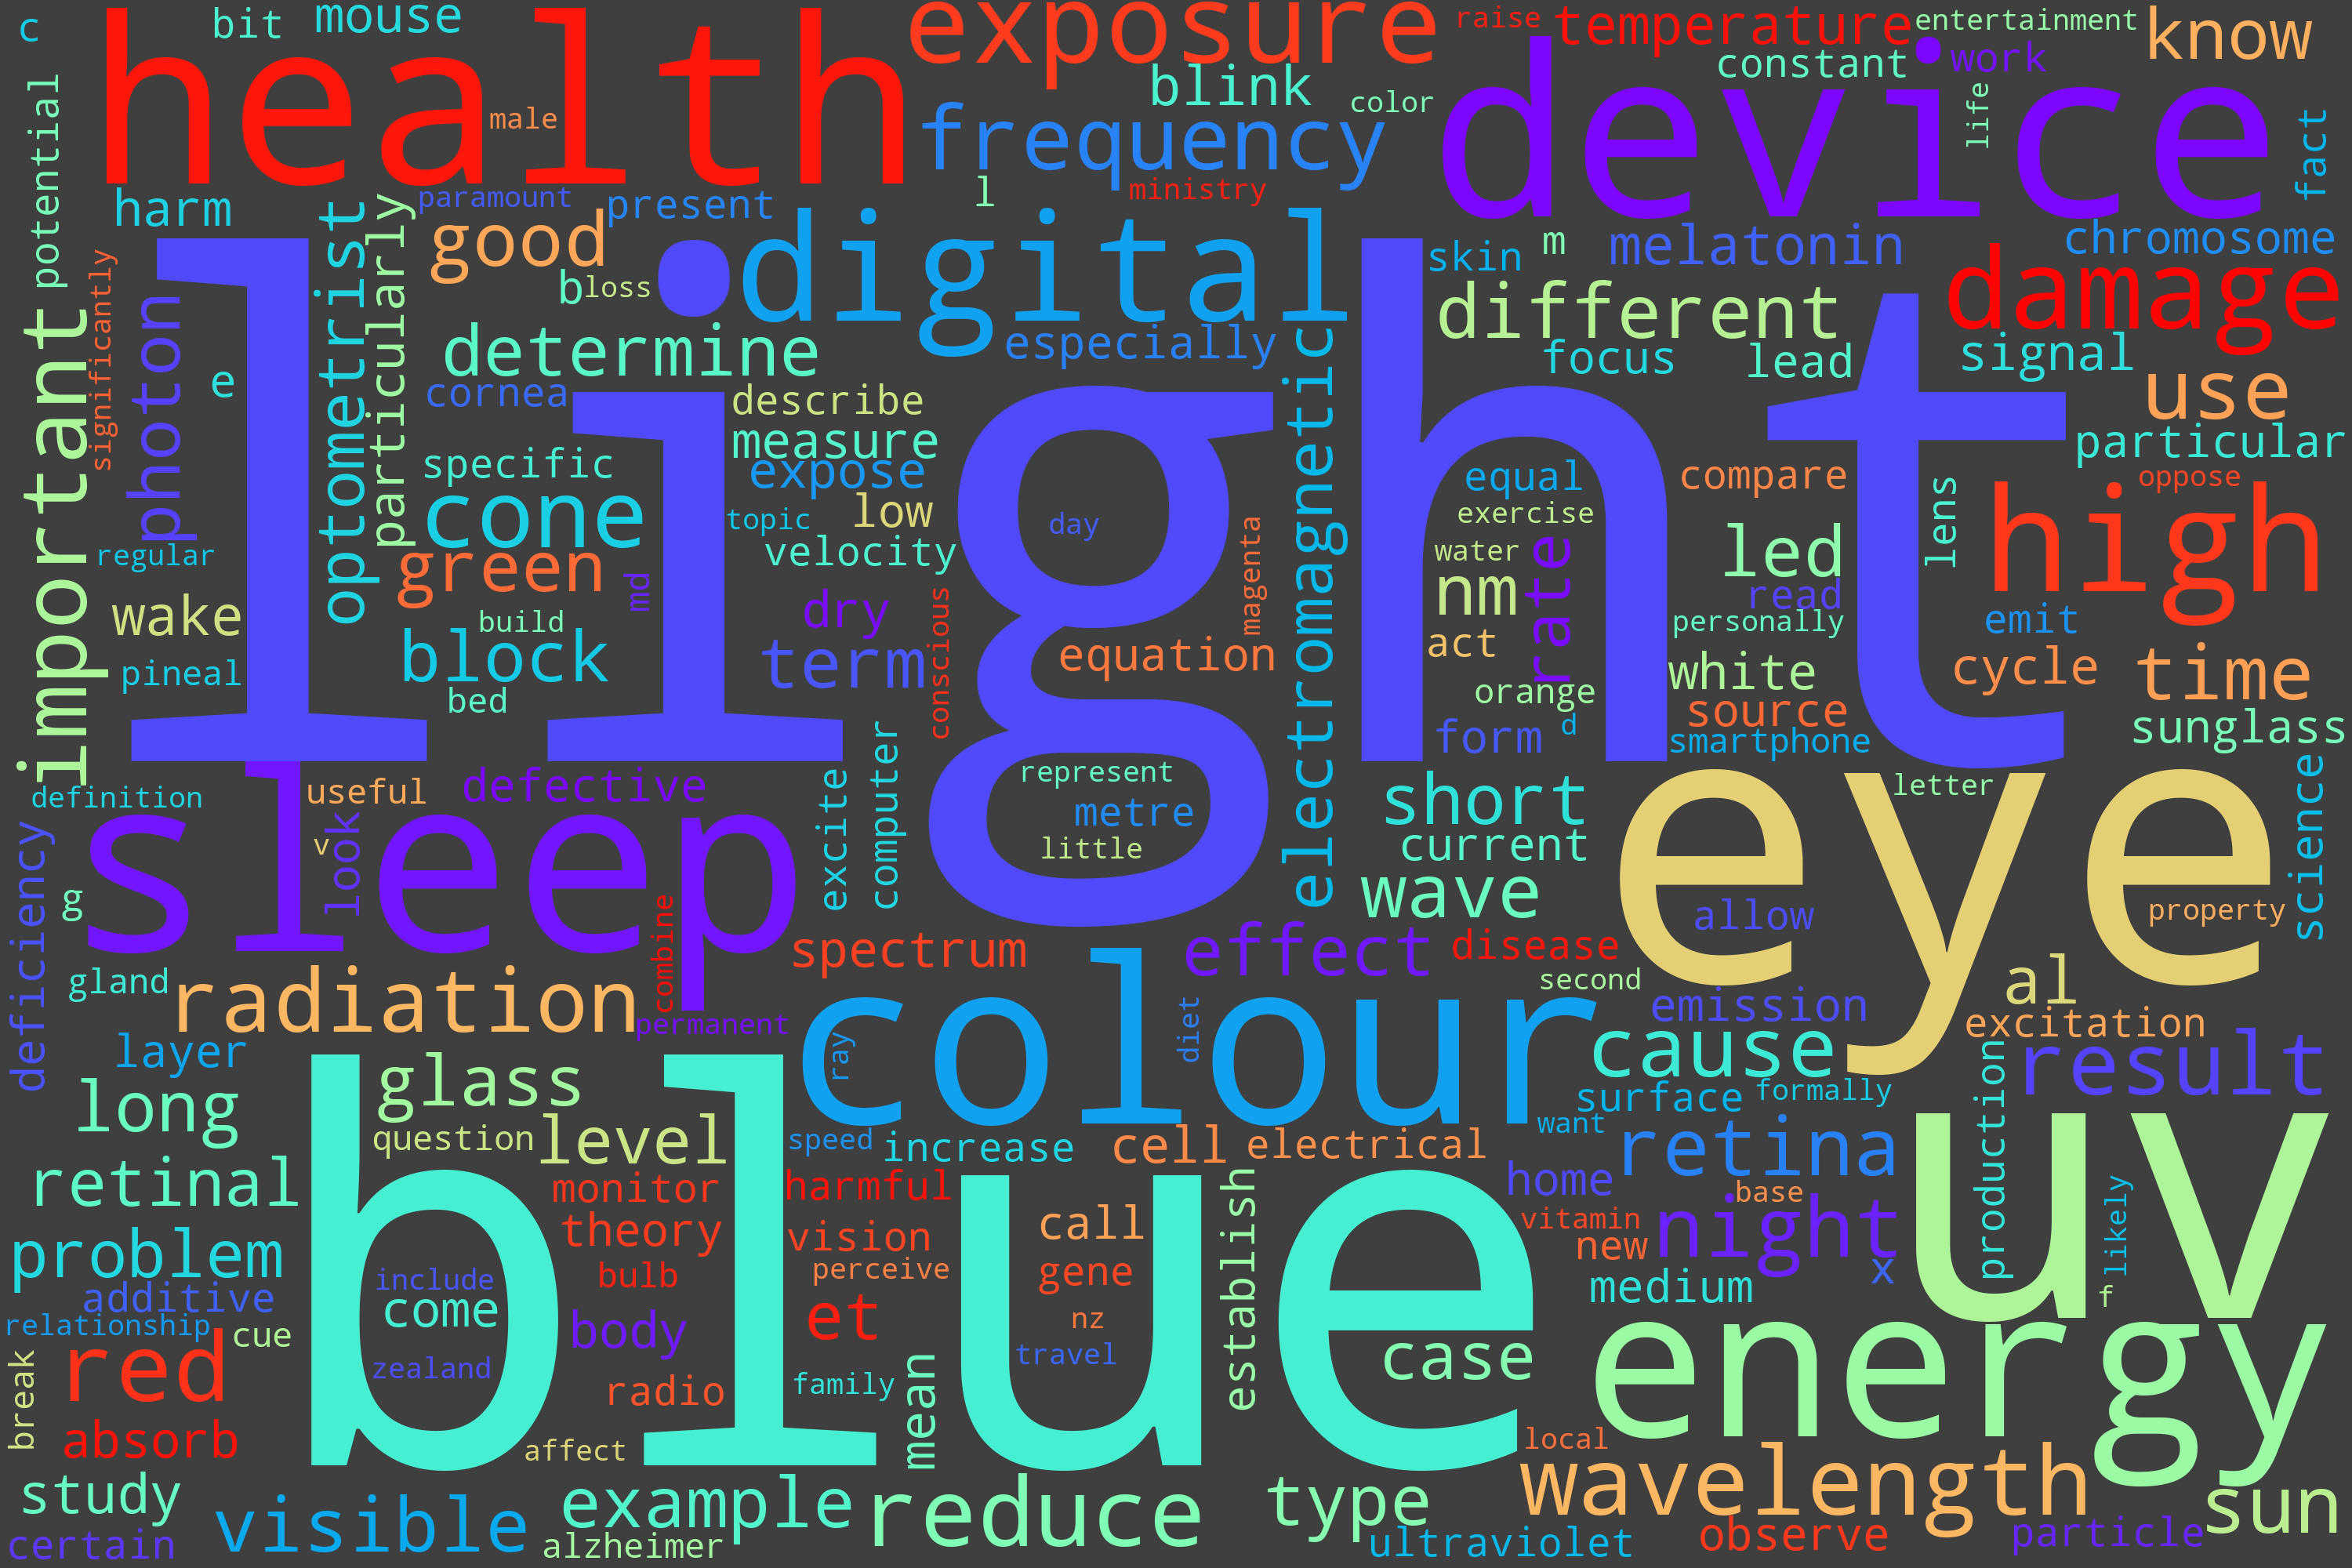 c
bit
mouse
health
exposure
raise
temperature
entertainment
know
blink
constant
work
device
potential
male
frequency
color
life
fact
harm
optometrist
particularly
paramount
present
l
ministry
digital
significantly
good
b
loss
skin
m
melatonin
chromosome
different
damage
important
photon
light
determine
especially
electromagnetic
focus
lead
signal
e
cornea
describe
use
measure
particular
specific
expose
equal
compare
oppose
cone
topic
low
day
magenta
exercise
lens
high
regular
green
velocity
water
rate
led
md
nm
read
wake
build
dry
conscious
act
personally
emit
pineal
block
term
equation
white
cycle
time
bed
orange
source
form
d
smartphone
sunglass
definition
useful
defective
excite
computer
represent
short
letter
eye
science
sleep
v
look
metre
little
current
deficiency
g
wave
allow
property
combine
spectrum
effect
disease
gland
radiation
second
al
permanent
colour
emission
excitation
layer
ray
diet
cause
result
glass
surface
formally
production
long
question
level
speed
increase
cell
electrical
want
retina
uv
retinal
blue
monitor
harmful
establish
home
base
likely
theory
vision
call
vitamin
night
problem
new
include
bulb
perceive
gene
medium
x
f
additive
come
relationship
cue
body
et
nz
red
zealand
travel
case
energy
break
radio
family
mean
absorb
affect
local
study
visible
example
reduce
type
wavelength
sun
certain
alzheimer
ultraviolet
observe
particle